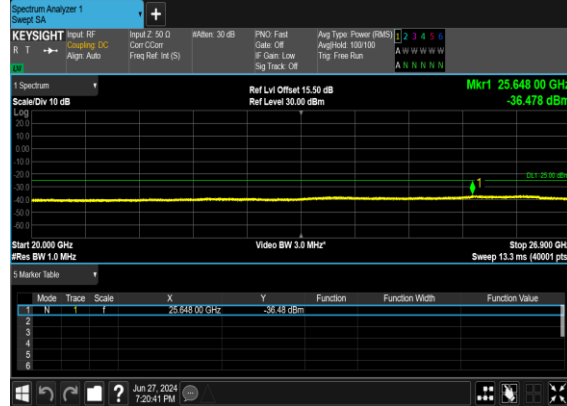 Spectrum Analyzer 1
Swept SA
+
KEYSIGHT
R T
Input: RF
Coupling: DC
Align: Auto
Input Z: 50 Ω
Corr CCorr
Freq Ref: Int (S)
#Atten: 30 dB
PNO: Fast
Gate: Off
IF Gain: Low
Sig Track: Off
Avg Type: Power (RMS)
Avg|Hold: 100/100
Trig: Free Run
1 2 3 4 5 6
A W W W W W
A N N N N N
1 Spectrum
Scale/Div 10 dB
Ref Lvl Offset 15.50 dB
Ref Level 30.00 dBm
Mkr1 25.648 00 GHz
-36.478 dBm
Log
20.0
10.0
0.00
-10.0
-20.0
-30.0
-40.0
-50.0
-60.0
DL1 -25.00 dBm
1
Start 20.000 GHz
#Res BW 1.0 MHz
Video BW 3.0 MHz*
Stop 26.900 GHz
Sweep 13.3 ms (40001 pts)
5 Marker Table
Mode Trace Scale X Y Function Function Width Function Value
1 N 1 f 25.648 00 GHz -36.48 dBm
2
3
4
5
6
?
Jun 27, 2024
7:20:41 PM